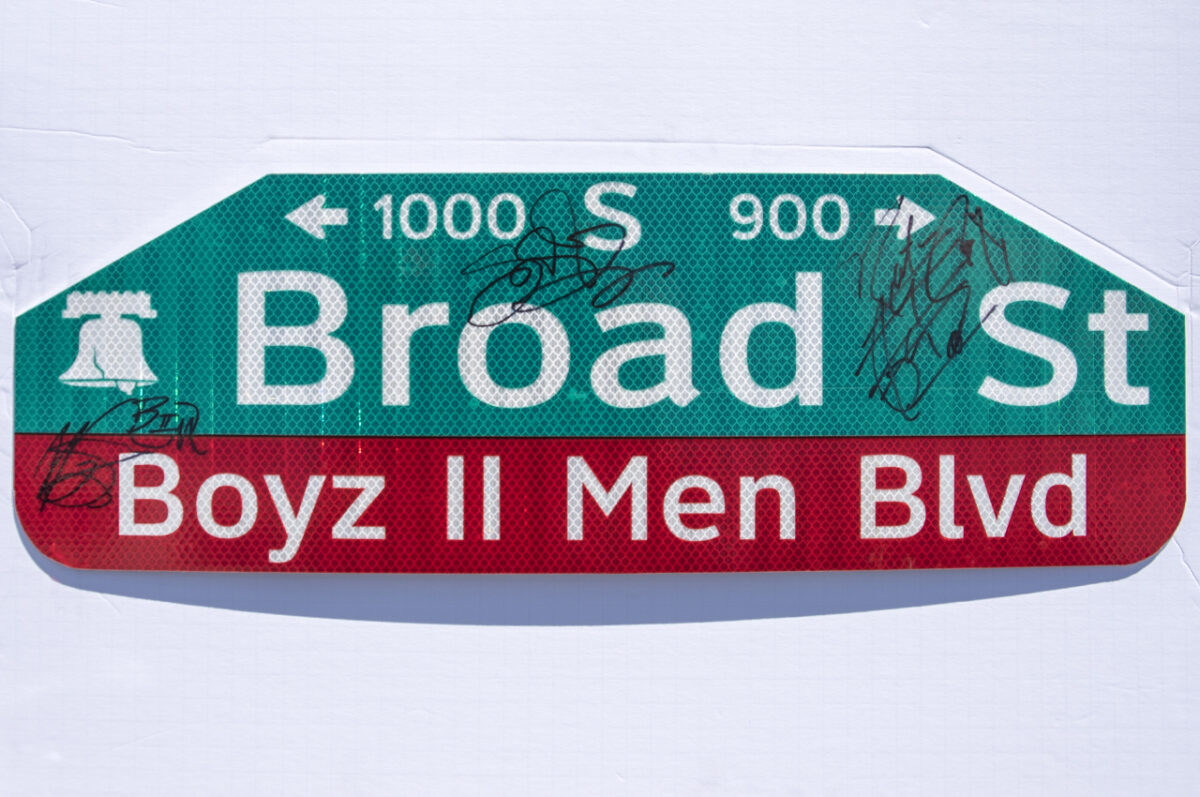 ← 1000 S 900 →
Broad St
Boyz II Men Blvd